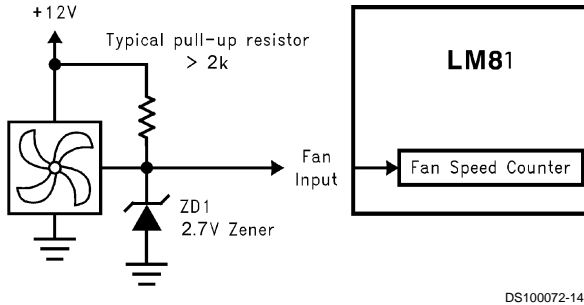 +12V
Typical pull-up resistor
> 2k
LM81
Fan
Input
Fan Speed Counter
ZD1
2.7V Zener
DS100072-14